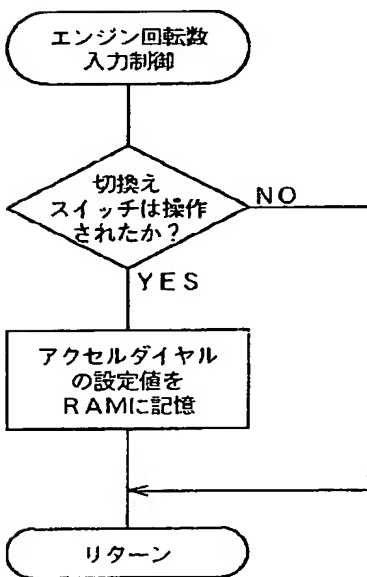 エンジン回転数
入力制御
切換え
スイッチは操作
されたか？
NO
YES
アクセルダイヤル
の設定値を
RAMに記憶
リターン